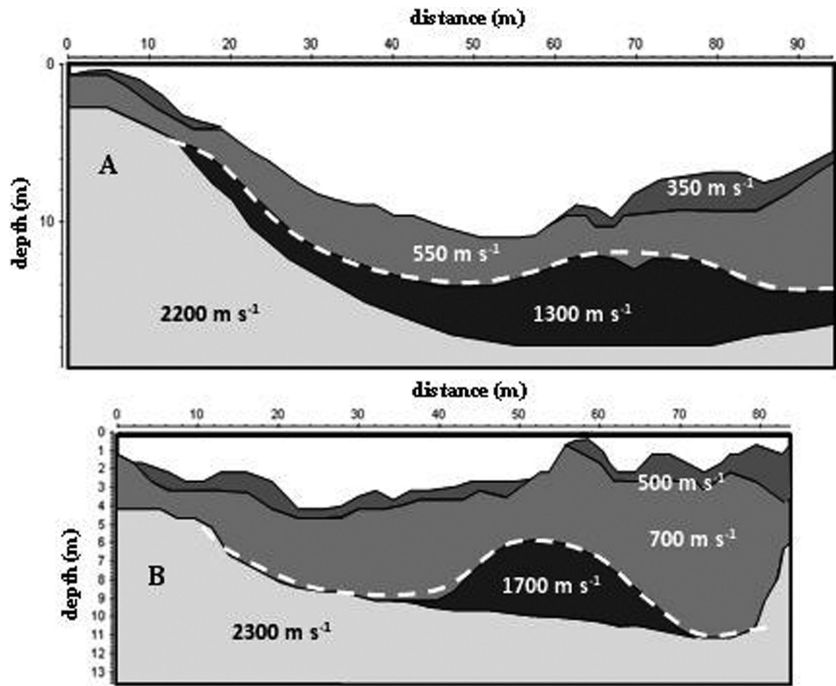 distance (m)
0 10 20 30 40 50 60 70 80 90
0
10
depth (m)
A
350 m s⁻¹
550 m s⁻¹
1300 m s⁻¹
2200 m s⁻¹
distance (m)
0 10 20 30 40 50 60 70 80
0
1
2
3
4
5
6
7
8
9
10
11
12
13
depth (m)
B
500 m s⁻¹
700 m s⁻¹
1700 m s⁻¹
2300 m s⁻¹